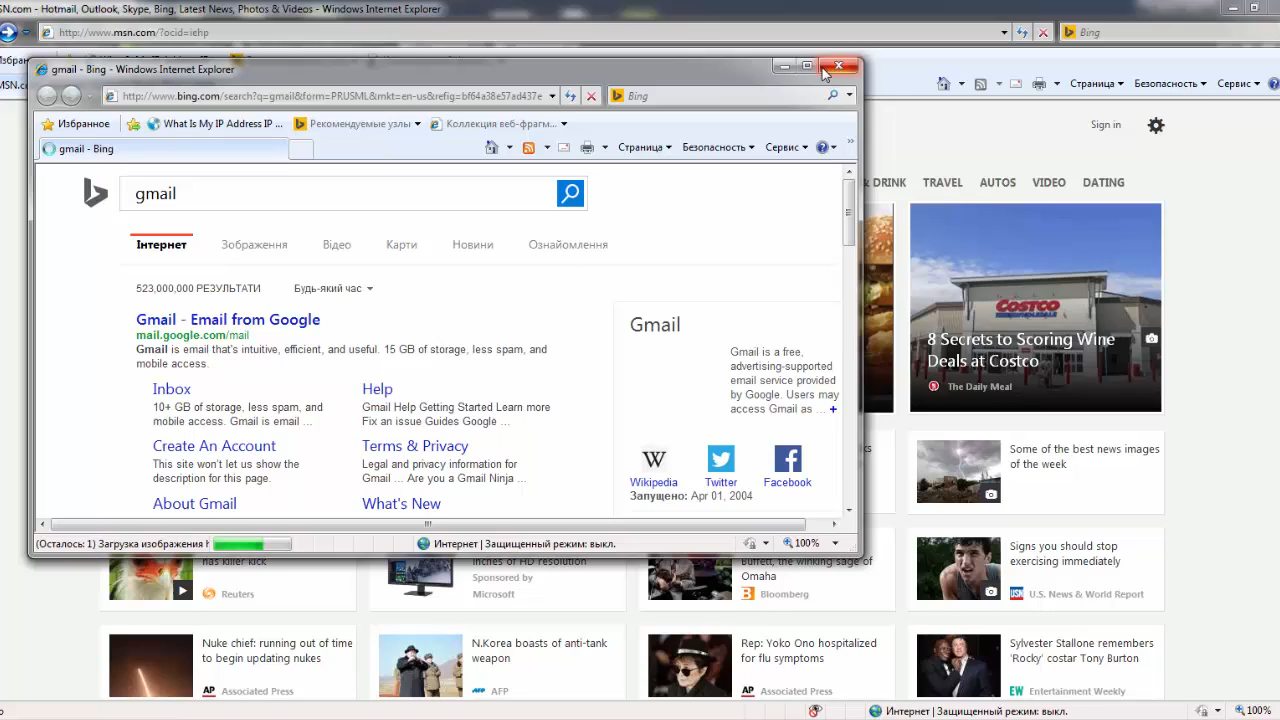 SN.com - Hotmail, Outlook, Skype, Bing, Latest News, Photos & Videos - Windows Internet Explorer
http://www.msn.com/?ocid=iehp
Bing
gmail - Bing - Windows Internet Explorer
http://www.bing.com/search?q=gmail&form=PRUSML&mkt=en-us&refig=bf64a38e57ad437e
Bing
Страница
Безопасность
Сервис
Избранное
What Is My IP Address IP ...
Рекомендуемые узлы
Коллекция веб-фрагм...
Sign in
gmail - Bing
Страница
Безопасность
Сервис
& DRINK
TRAVEL
AUTOS
VIDEO
DATING
gmail
Інтернет
Зображення
Відео
Карти
Новини
Ознайомлення
523,000,000 РЕЗУЛЬТАТИ
Будь-який час
Gmail - Email from Google
mail.google.com/mail
Gmail is email that's intuitive, efficient, and useful. 15 GB of storage, less spam, and
mobile access.
Inbox
10+ GB of storage, less spam, and
mobile access. Gmail is email ...
Help
Gmail Help Getting Started Learn more
Fix an issue Guides Google ...
Create An Account
This site won't let us show the
description for this page.
Terms & Privacy
Legal and privacy information for
Gmail ... Are you a Gmail Ninja ...
About Gmail
What's New
Gmail
Gmail is a free,
advertising-supported
email service provided
by Google. Users may
access Gmail as ... +
W
Wikipedia
Twitter
Facebook
Запущено: Apr 01, 2004
COSTCO
WHOLESALE
8 Secrets to Scoring Wine
Deals at Costco
The Daily Meal
Some of the best news images
of the week
(Осталось: 1) Загрузка изображения
Интернет | Защищенный режим: выкл.
100%
has killer kick
Reuters
inches of HD resolution
Sponsored by
Microsoft
Buffett, the weirder wizard of
Omaha
Bloomberg
Signs you should stop
exercising immediately
U.S. News & World Report
Nuke chief: running out of time
to begin updating nukes
AP Associated Press
N.Korea boasts of anti-tank
weapon
AFP AFP
Rep: Yoko Ono hospitalized
for flu symptoms
AP Associated Press
Sylvester Stallone remembers
'Rocky' costar Tony Burton
EW Entertainment Weekly
Интернет | Защищенный режим: выкл.
100%